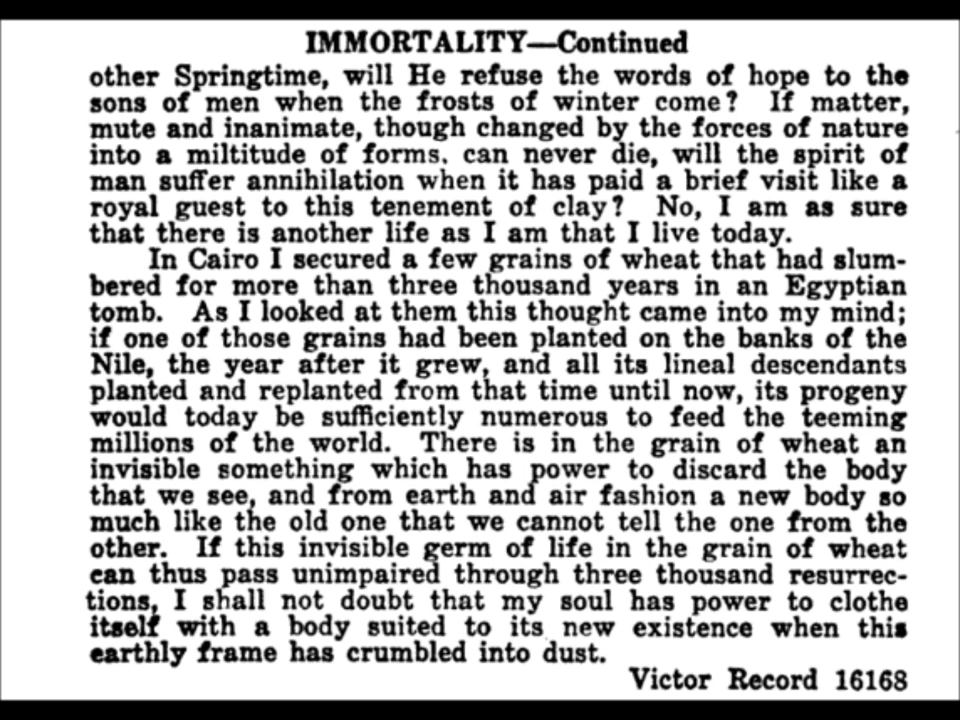 IMMORTALITY—Continued
other Springtime, will He refuse the words of hope to the
sons of men when the frosts of winter come? If matter,
mute and inanimate, though changed by the forces of nature
into a miltitude of forms. can never die, will the spirit of
man suffer annihilation when it has paid a brief visit like a
royal guest to this tenement of clay? No, I am as sure
that there is another life as I am that I live today.
In Cairo I secured a few grains of wheat that had slum-
bered for more than three thousand years in an Egyptian
tomb. As I looked at them this thought came into my mind;
if one of those grains had been planted on the banks of the
Nile, the year after it grew, and all its lineal descendants
planted and replanted from that time until now, its progeny
would today be sufficiently numerous to feed the teeming
millions of the world. There is in the grain of wheat an
invisible something which has power to discard the body
that we see, and from earth and air fashion a new body so
much like the old one that we cannot tell the one from the
other. If this invisible germ of life in the grain of wheat
can thus pass unimpaired through three thousand resurrec-
tions, I shall not doubt that my soul has power to clothe
itself with a body suited to its new existence when this
earthly frame has crumbled into dust.
Victor Record 16168